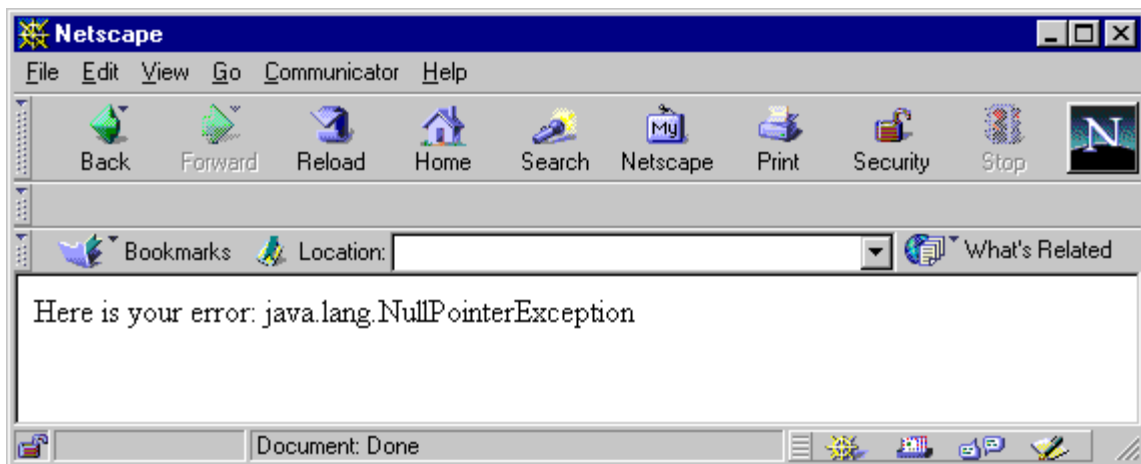 Netscape
File Edit View Go Communicator Help
My N
Back Forward Reload Home Search Netscape Print Security Stop
Bookmarks Location: What's Related
Here is your error: java.lang.NullPointerException
Document: Done